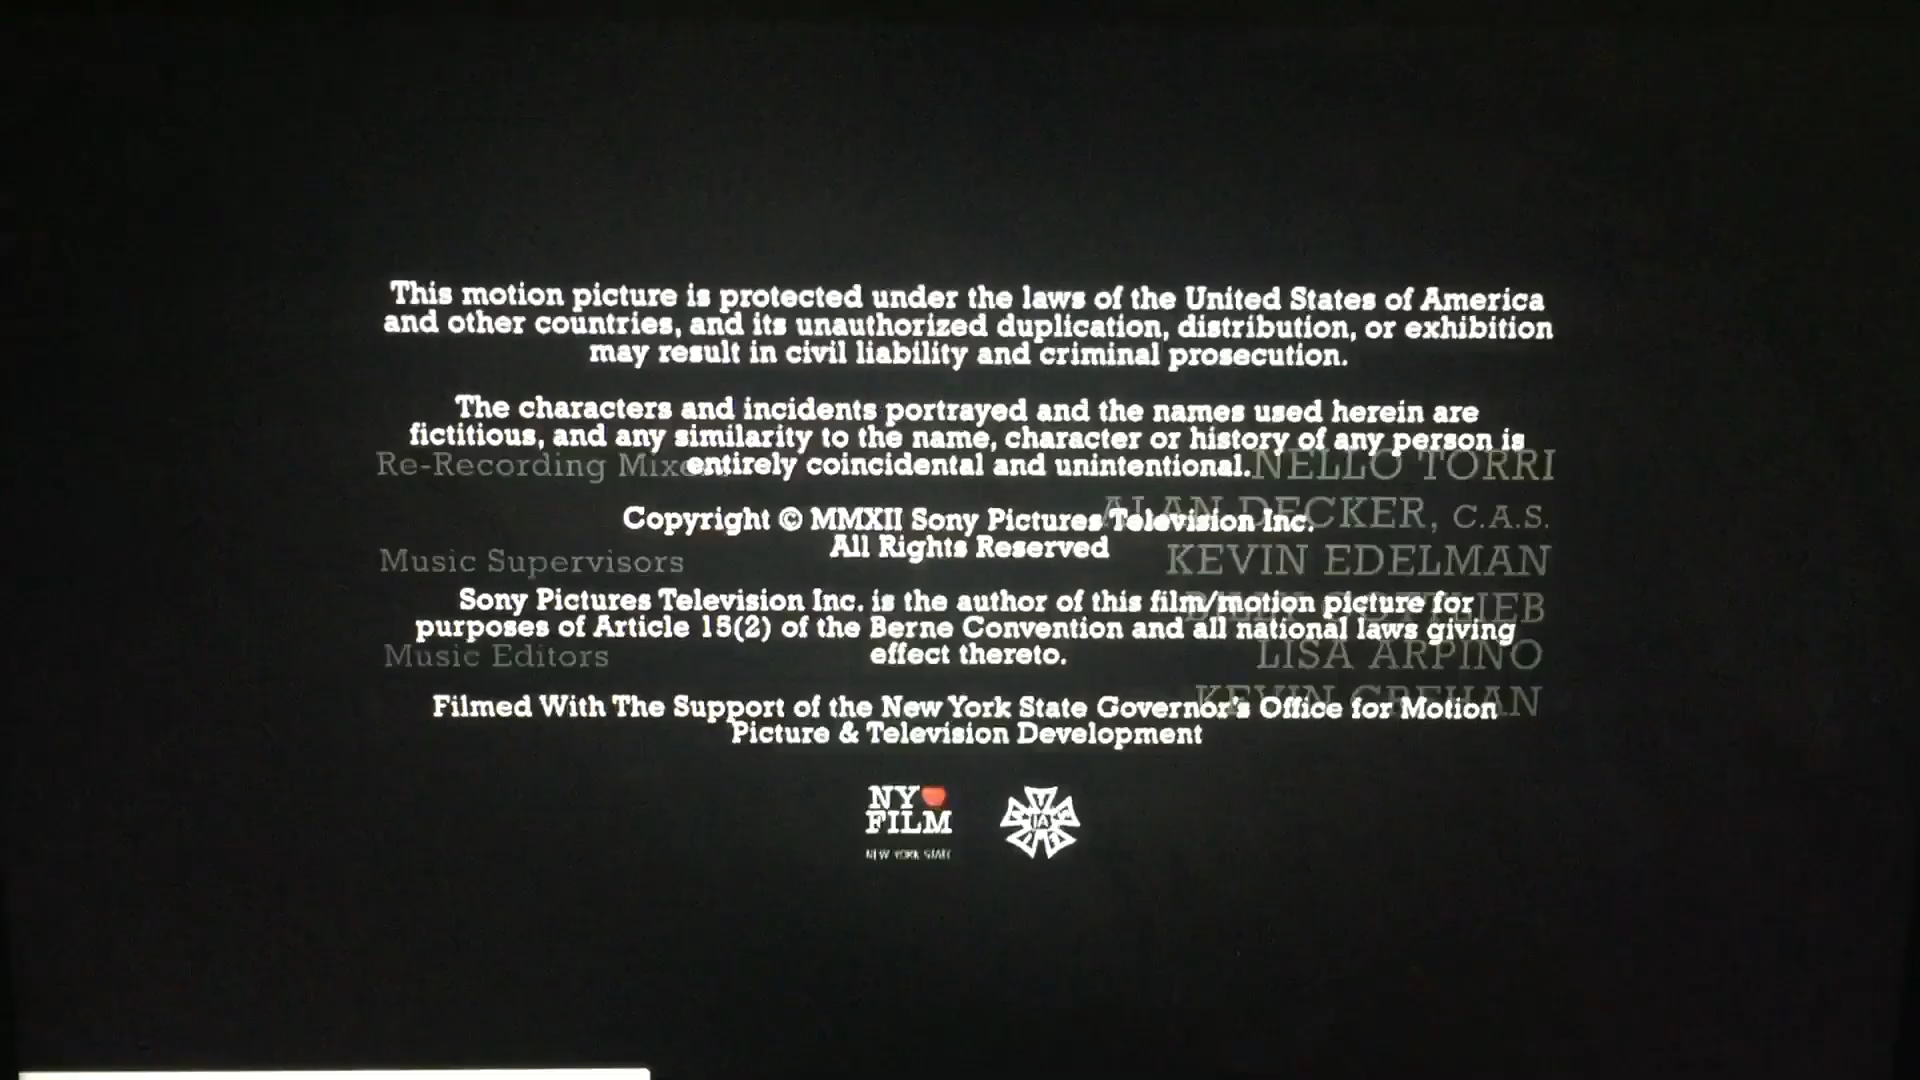 This motion picture is protected under the laws of the United States of America
and other countries, and its unauthorized duplication, distribution, or exhibition
may result in civil liability and criminal prosecution.
The characters and incidents portrayed and the names used herein are
fictitious, and any similarity to the name, character or history of any person is
entirely coincidental and unintentional.
Re-Recording
NELLO TORRI
Copyright © MMXII Sony Pictures Television Inc.
All Rights Reserved
ALAN DECKER, C.A.S.
Music Supervisors
KEVIN EDELMAN
Sony Pictures Television Inc. is the author of this film/motion picture for
purposes of Article 15(2) of the Berne Convention and all national laws giving
effect thereto.
Music Editors
LISA ARPINO
KEVIN CREHAN
Filmed With The Support of the New York State Governor's Office for Motion
Picture & Television Development
NY
FILM
NEW YORK STATE
IA